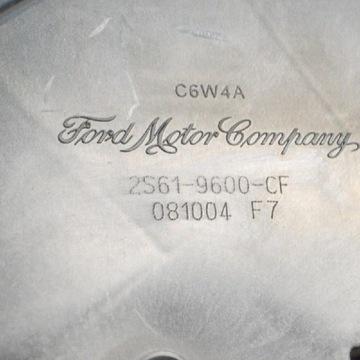 C6W4A
Ford Motor Company
2S61-9600-CF
081004 F7